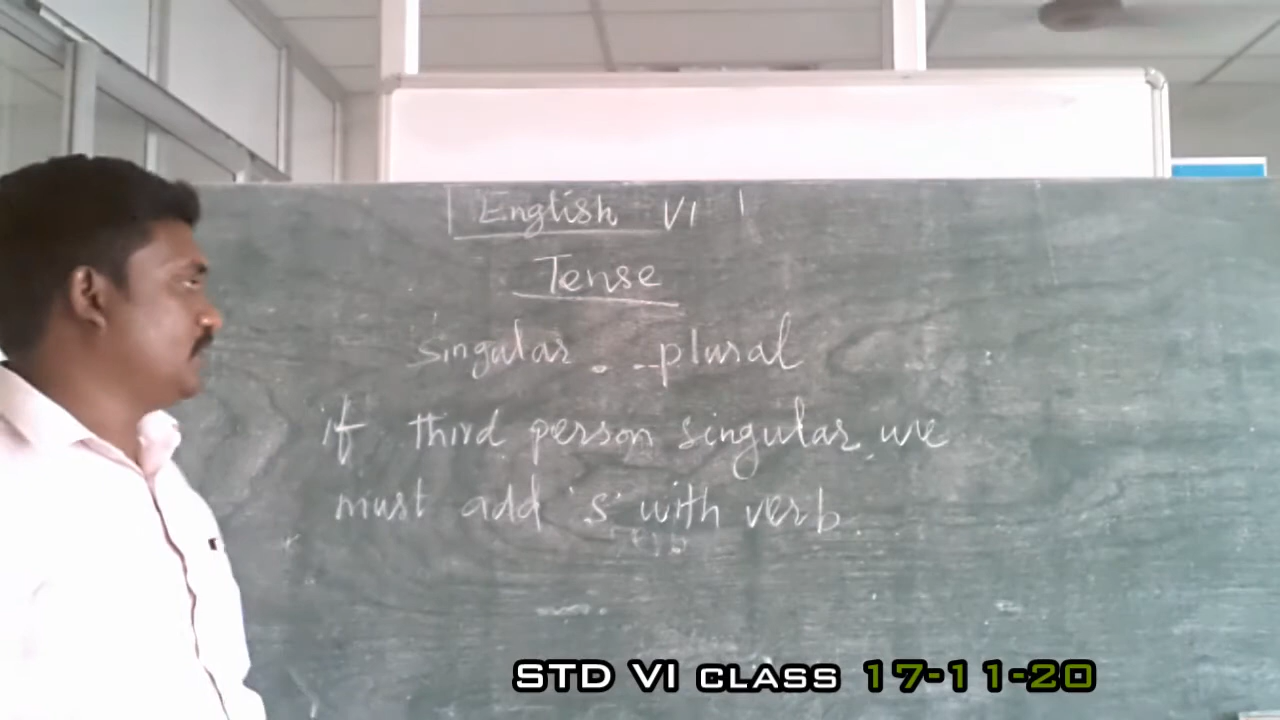 English VI
Tense
Singular . --plural
if third person singular, we
must add 's' with verb.
STD VI CLASS 17-11-20